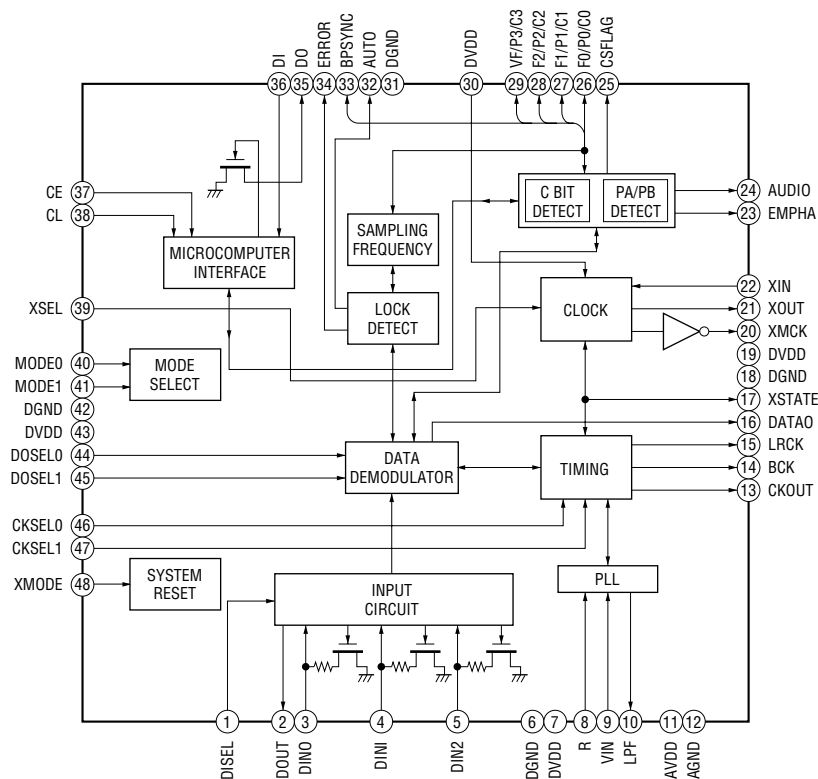 DI
DO
ERROR
BPSYNC
AUTO
DGND
DVDD
VF/P3/C3
F2/P2/C2
F1/P1/C1
F0/P0/C0
CSFLAG
36
35
34
33
32
31
30
29
28
27
26
25
CE
37
CL
38
MICROCOMPUTER
INTERFACE
SAMPLING
FREQUENCY
C BIT
DETECT
PA/PB
DETECT
24
AUDIO
23
EMPHA
XSEL
39
LOCK
DETECT
CLOCK
22
XIN
21
XOUT
20
XMCK
MODE0
40
MODE1
41
MODE
SELECT
19
DVDD
18
DGND
DGND
42
17
XSTATE
DVDD
43
16
DATAO
DOSEL0
44
DOSEL1
45
DATA
DEMODULATOR
TIMING
15
LRCK
14
BCK
13
CKOUT
CKSEL0
46
CKSEL1
47
XMODE
48
SYSTEM
RESET
INPUT
CIRCUIT
PLL
1
2
3
4
5
6
7
8
9
10
11
12
DISEL
DOUT
DINO
DINI
DIN2
DGND
DVDD
R
VIN
LPF
AVDD
AGND